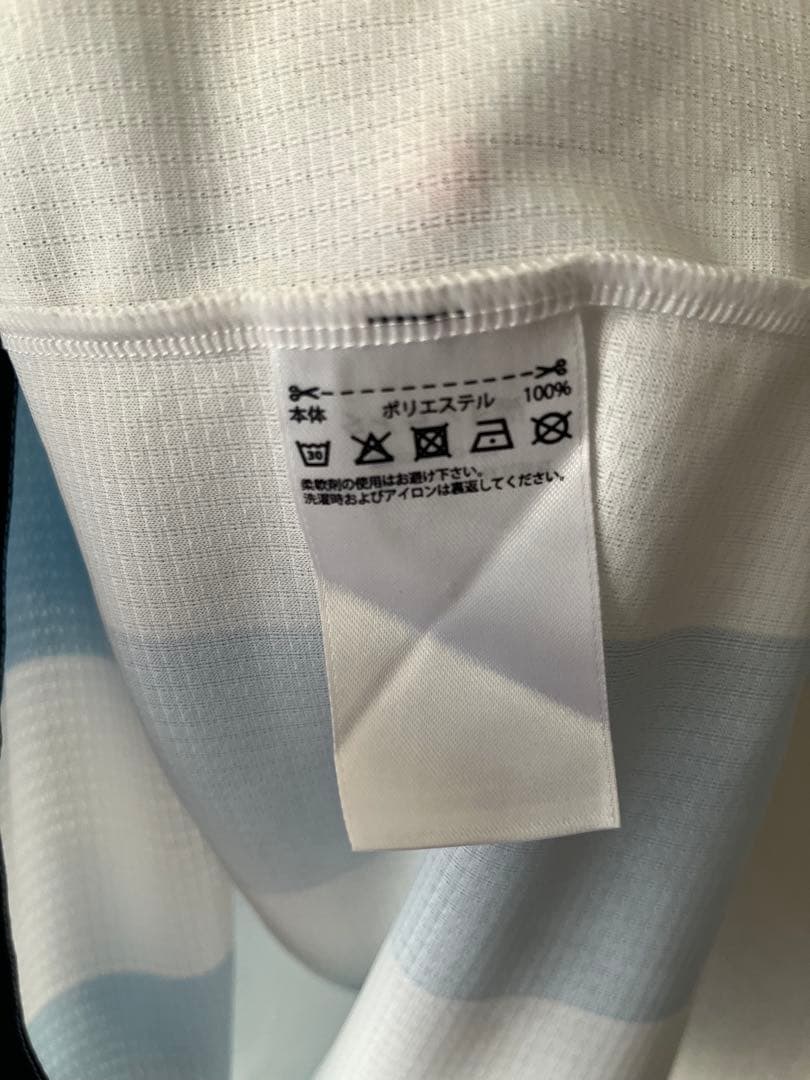 本体 ポリエステル 100%
30
柔軟剤の使用はお避け下さい。
洗濯時およびアイロンは裏返してください。